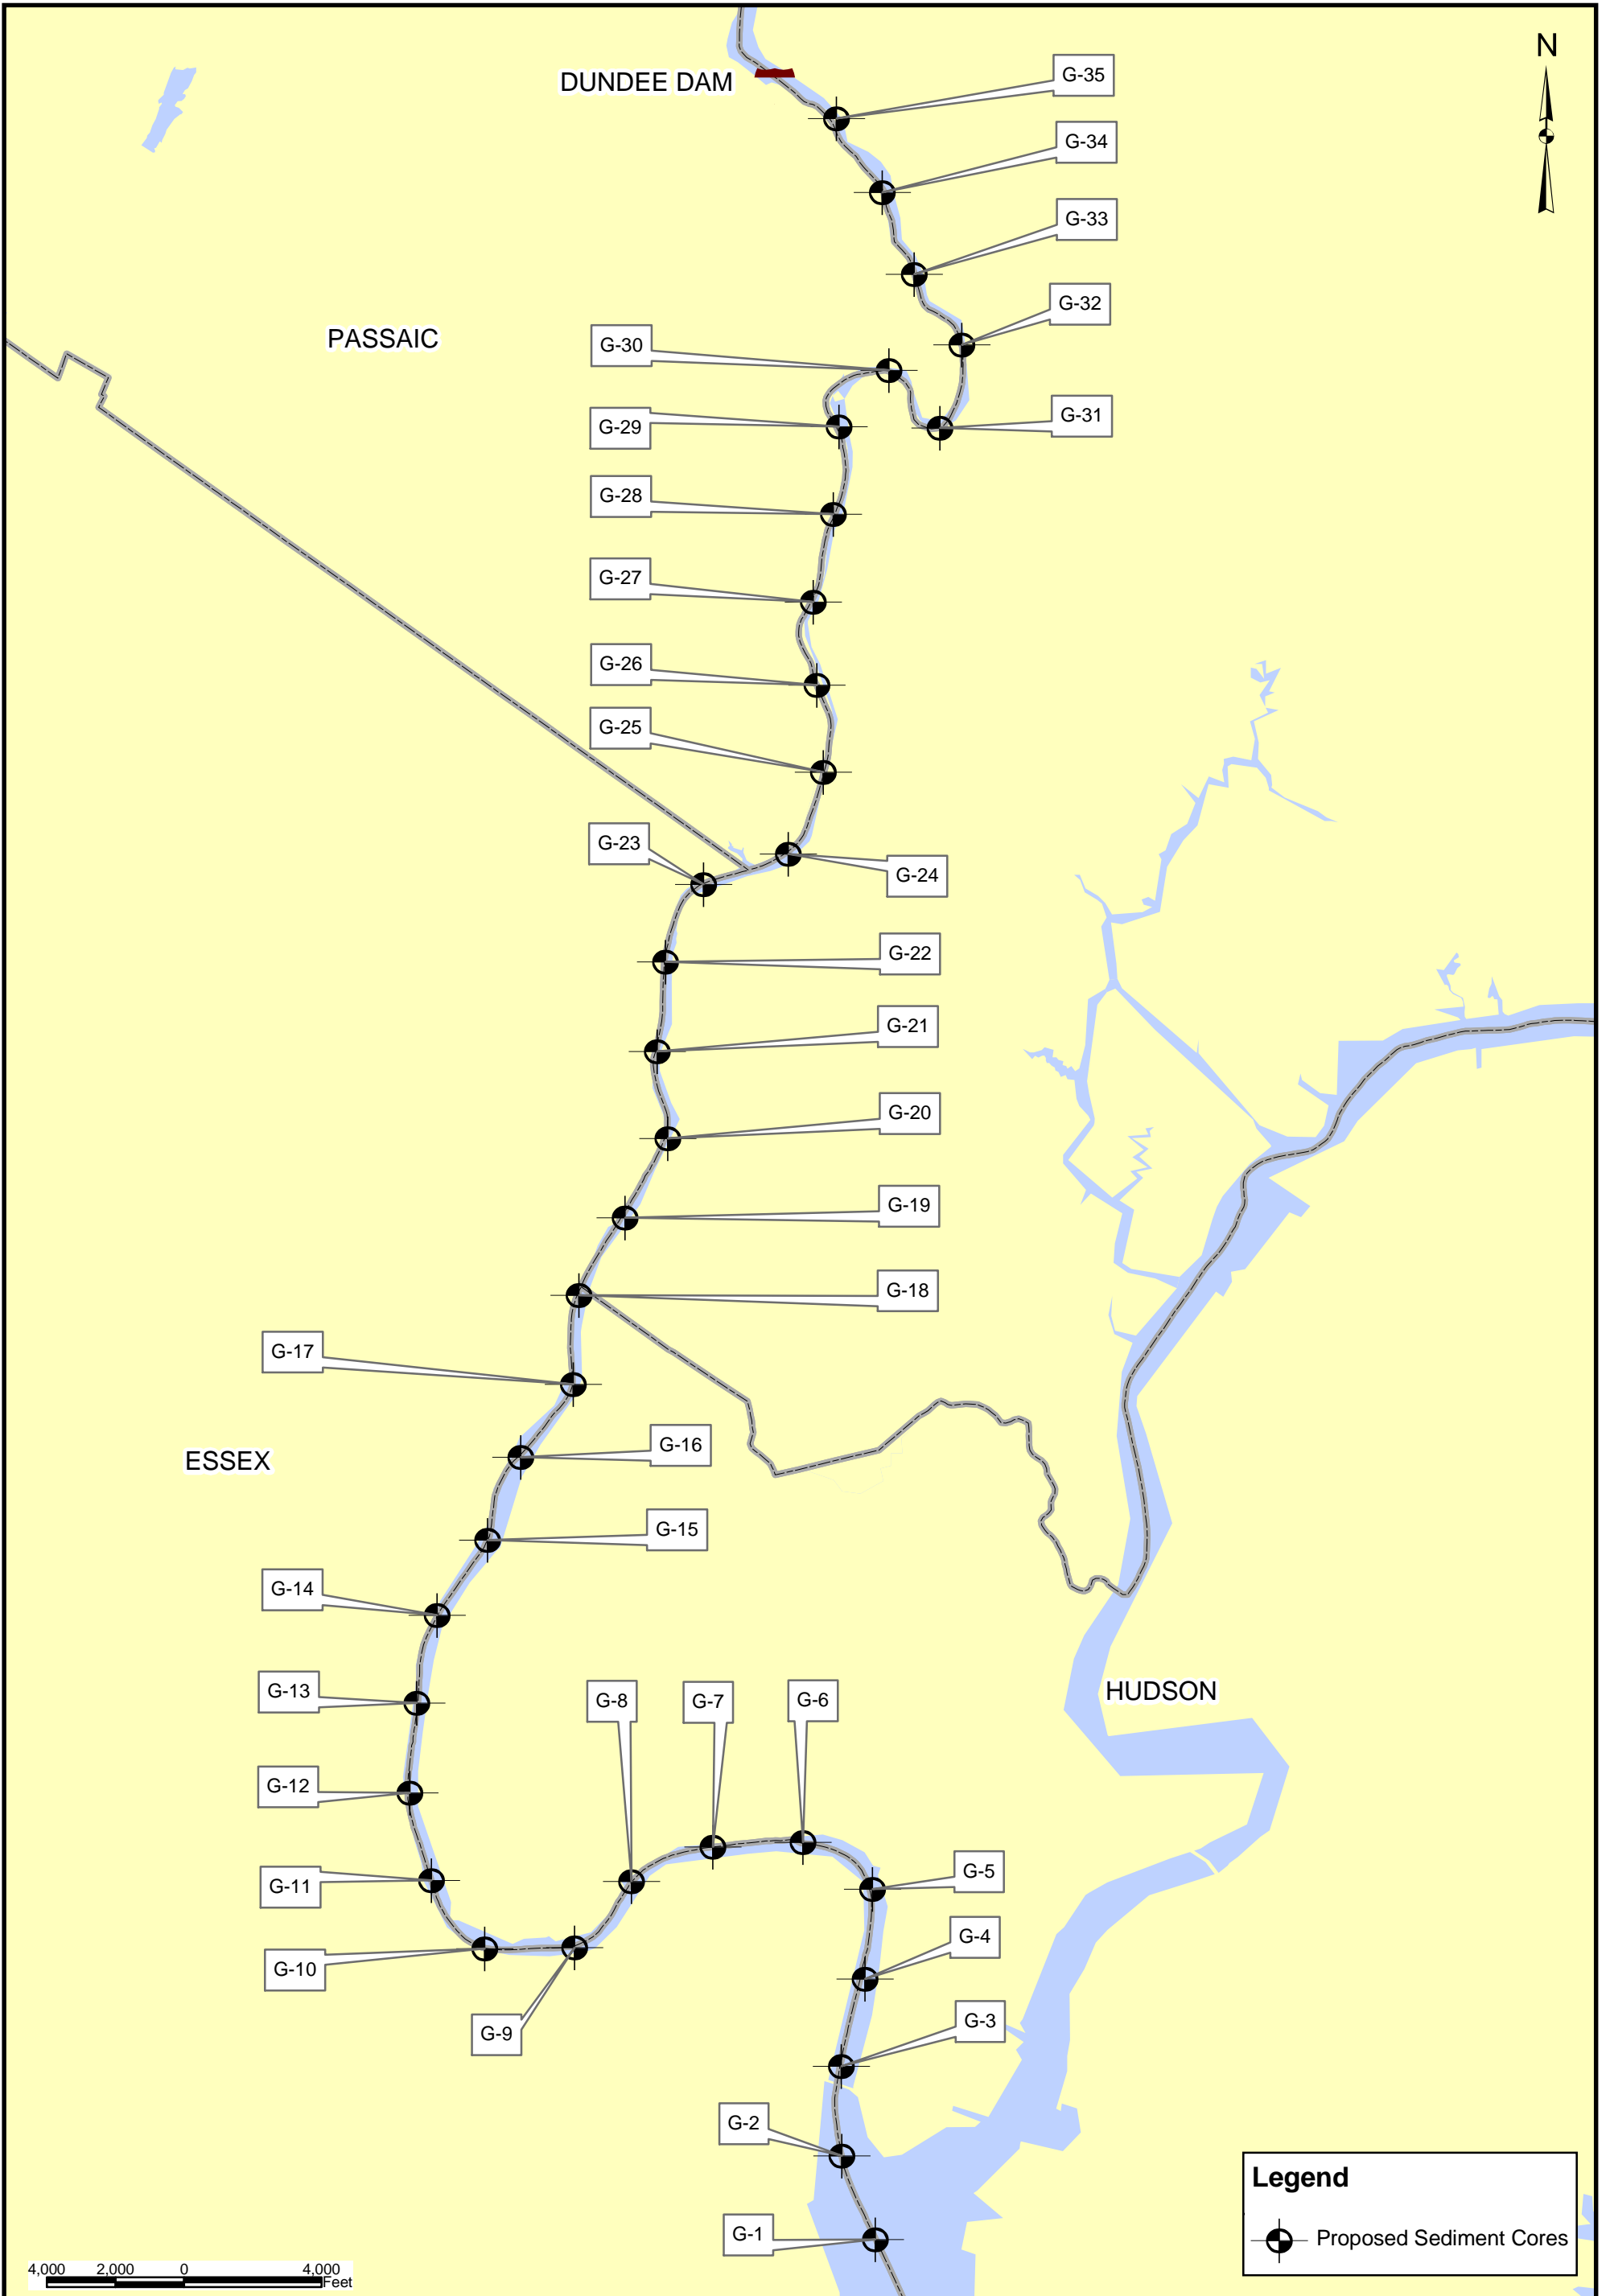 N
DUNDEE DAM
G-35
G-34
G-33
PASSAIC
G-32
G-30
G-31
G-29
G-28
G-27
G-26
G-25
G-23
G-24
G-22
G-21
G-20
G-19
G-18
G-17
G-16
ESSEX
G-15
G-14
G-13
G-8
G-7
G-6
HUDSON
G-12
G-11
G-5
G-10
G-4
G-9
G-3
G-2
G-1
Legend
Proposed Sediment Cores
4,000 2,000 0 4,000
Feet